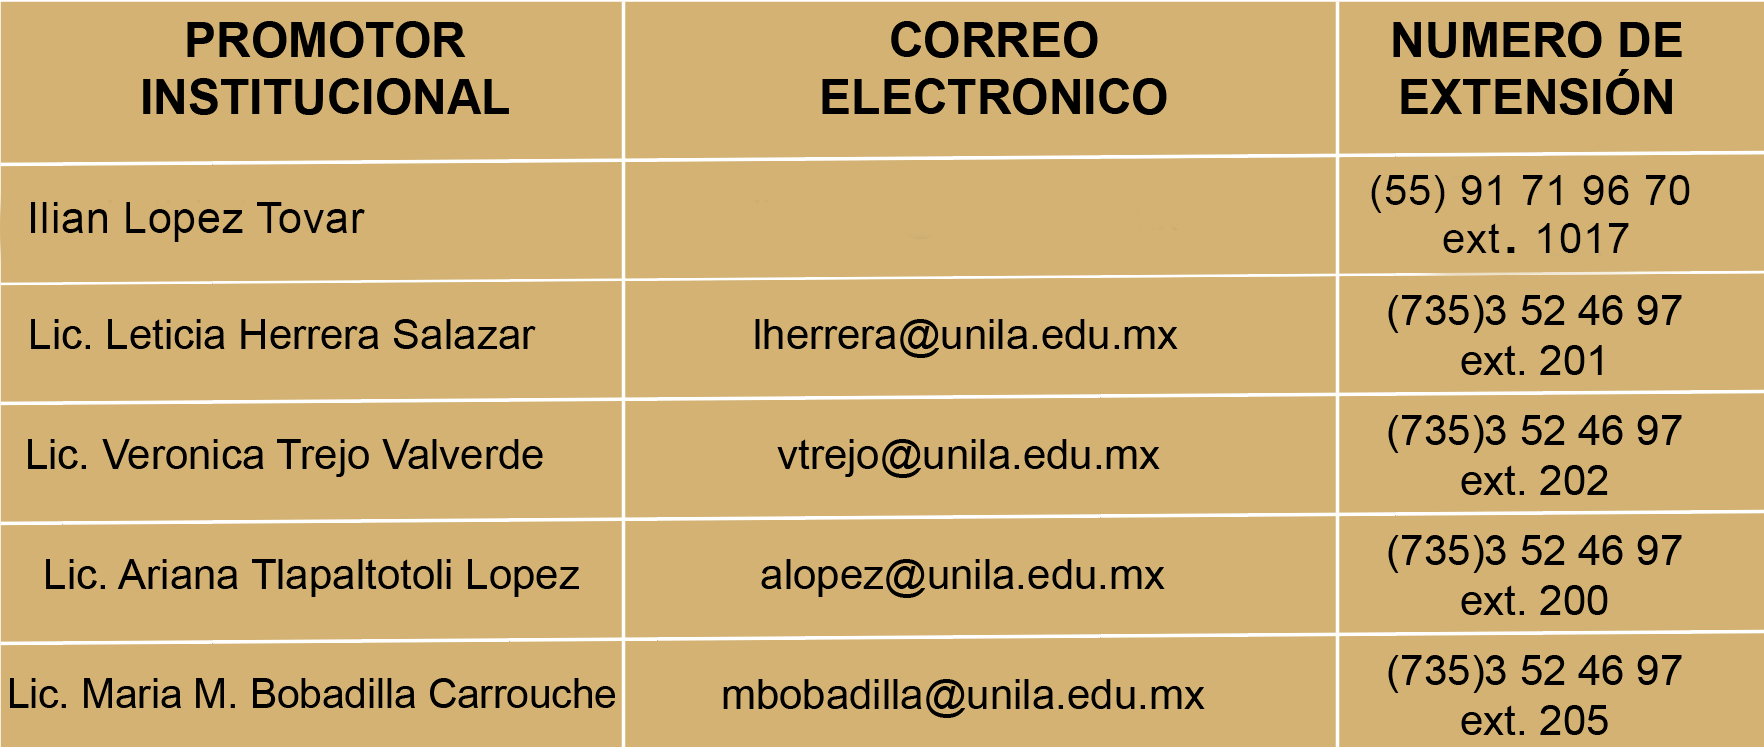 PROMOTOR
INSTITUCIONAL
CORREO
ELECTRONICO
NUMERO DE
EXTENSIÓN
Ilian Lopez Tovar
(55) 91 71 96 70
ext. 1017
Lic. Leticia Herrera Salazar
lherrera@unila.edu.mx
(735)3 52 46 97
ext. 201
Lic. Veronica Trejo Valverde
vtrejo@unila.edu.mx
(735)3 52 46 97
ext. 202
Lic. Ariana Tlapaltotoli Lopez
alopez@unila.edu.mx
(735)3 52 46 97
ext. 200
Lic. Maria M. Bobadilla Carrouche
mbobadilla@unila.edu.mx
(735)3 52 46 97
ext. 205